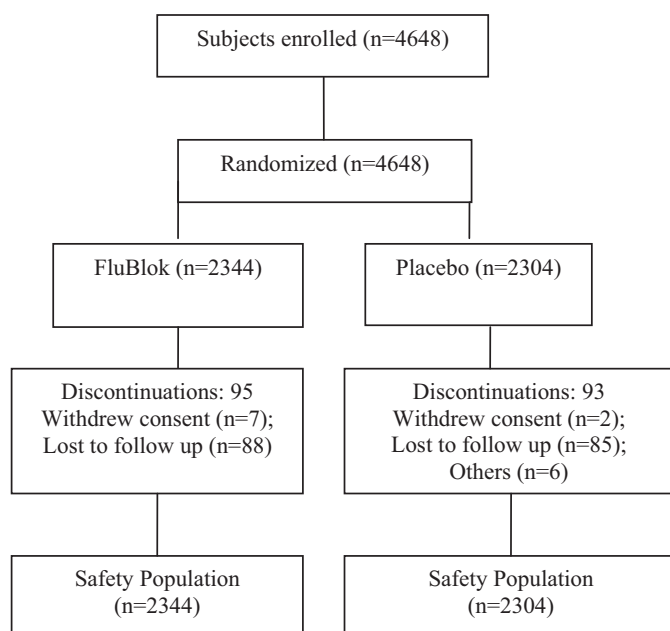 Subjects enrolled (n=4648)
Randomized (n=4648)
FluBlok (n=2344)
Placebo (n=2304)
Discontinuations: 95
Withdrew consent (n=7);
Lost to follow up (n=88)
Discontinuations: 93
Withdrew consent (n=2);
Lost to follow up (n=85);
Others (n=6)
Safety Population
(n=2344)
Safety Population
(n=2304)